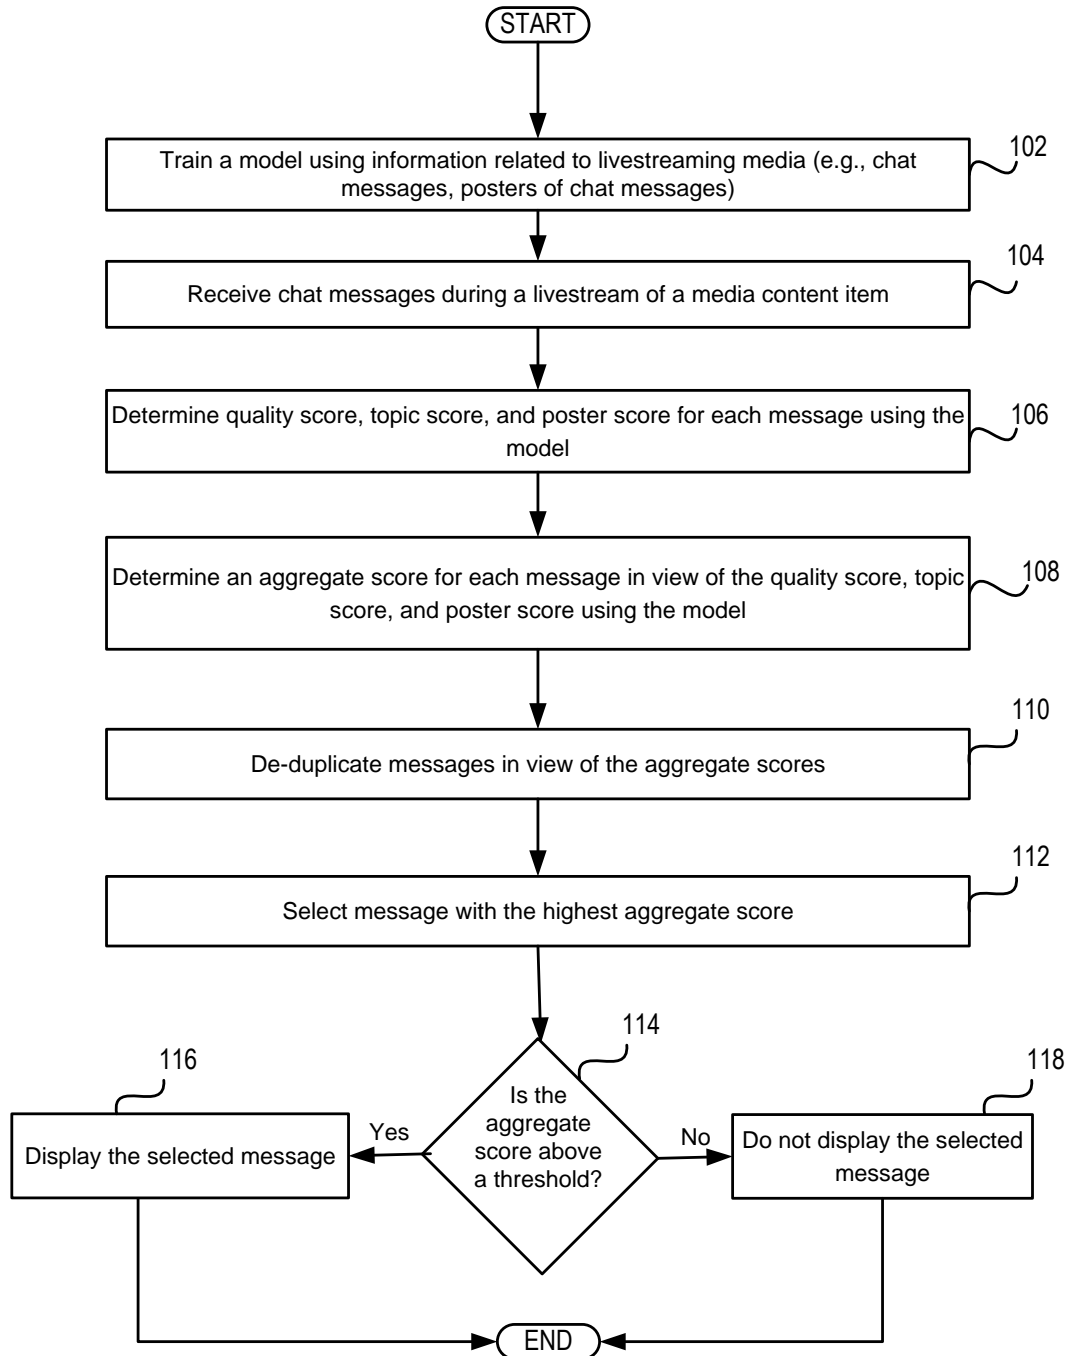 START
Train a model using information related to livestreaming media (e.g., chat
messages, posters of chat messages)
102
Receive chat messages during a livestream of a media content item
104
Determine quality score, topic score, and poster score for each message using the
model
106
Determine an aggregate score for each message in view of the quality score, topic
score, and poster score using the model
108
De-duplicate messages in view of the aggregate scores
110
Select message with the highest aggregate score
112
Is the
aggregate
score above
a threshold?
114
Yes
Display the selected message
116
No
Do not display the selected
message
118
END